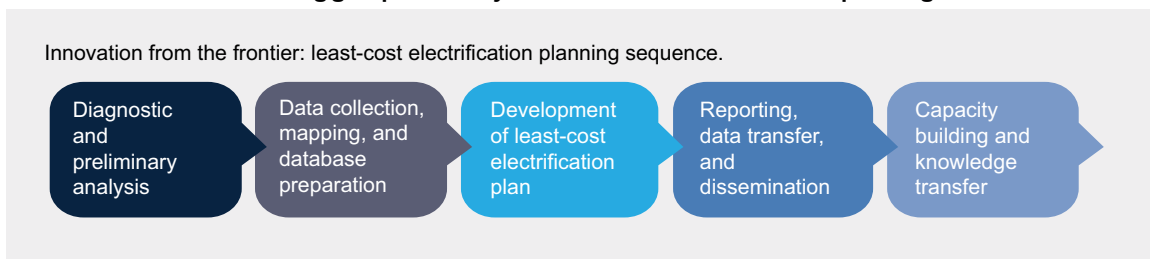 Innovation from the frontier: least-cost electrification planning sequence.
Diagnostic
and
preliminary
analysis
Data collection,
mapping, and
database
preparation
Development
of least-cost
electrification
plan
Reporting,
data transfer,
and
dissemination
Capacity
building and
knowledge
transfer